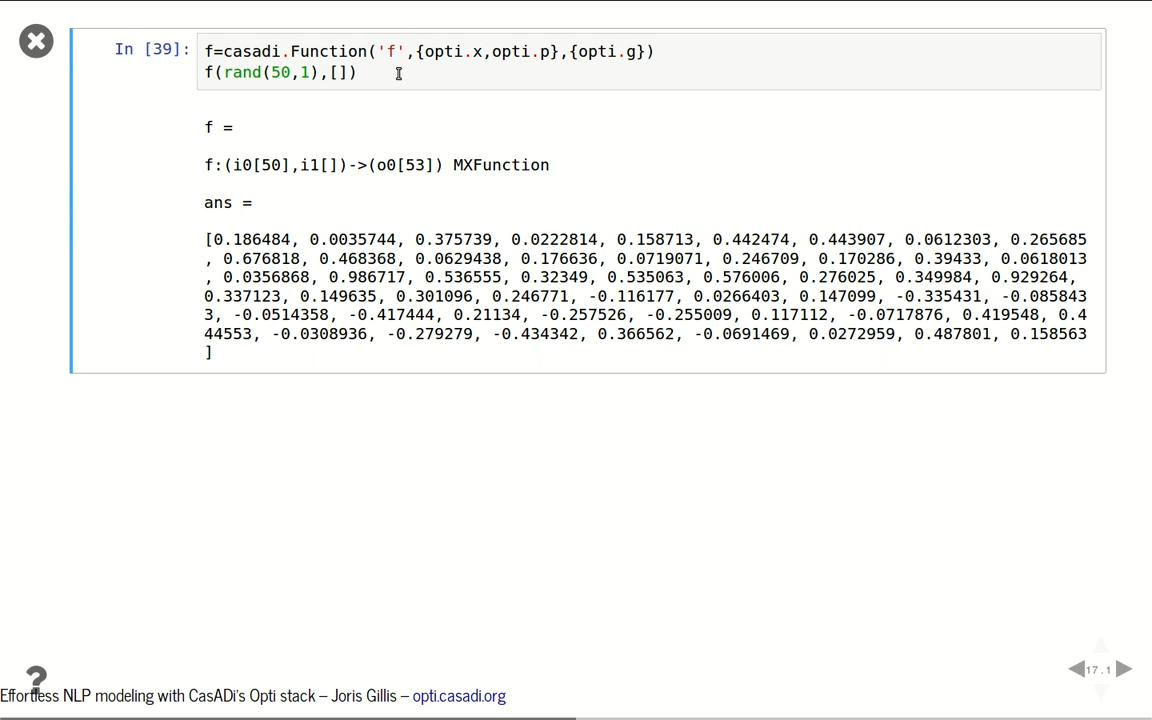 In [39]: f=casadi.Function('f',{opti.x,opti.p},{opti.g})
f(rand(50,1),[])
f =
f:(i0[50],i1[])->(o0[53]) MXFunction
ans =
[0.186484, 0.0035744, 0.375739, 0.0222814, 0.158713, 0.442474, 0.443907, 0.0612303, 0.265685
, 0.676818, 0.468368, 0.0629438, 0.176636, 0.0719071, 0.246709, 0.170286, 0.39433, 0.0618013
, 0.0356868, 0.986717, 0.536555, 0.32349, 0.535063, 0.576006, 0.276025, 0.349984, 0.929264,
0.337123, 0.149635, 0.301096, 0.246771, -0.116177, 0.0266403, 0.147099, -0.335431, -0.085843
3, -0.0514358, -0.417444, 0.21134, -0.257526, -0.255009, 0.117112, -0.0717876, 0.419548, 0.4
44553, -0.0308936, -0.279279, -0.434342, 0.366562, -0.0691469, 0.0272959, 0.487801, 0.158563
]
17.1
?
Effortless NLP modeling with CasADi's Opti stack – Joris Gillis – opti.casadi.org